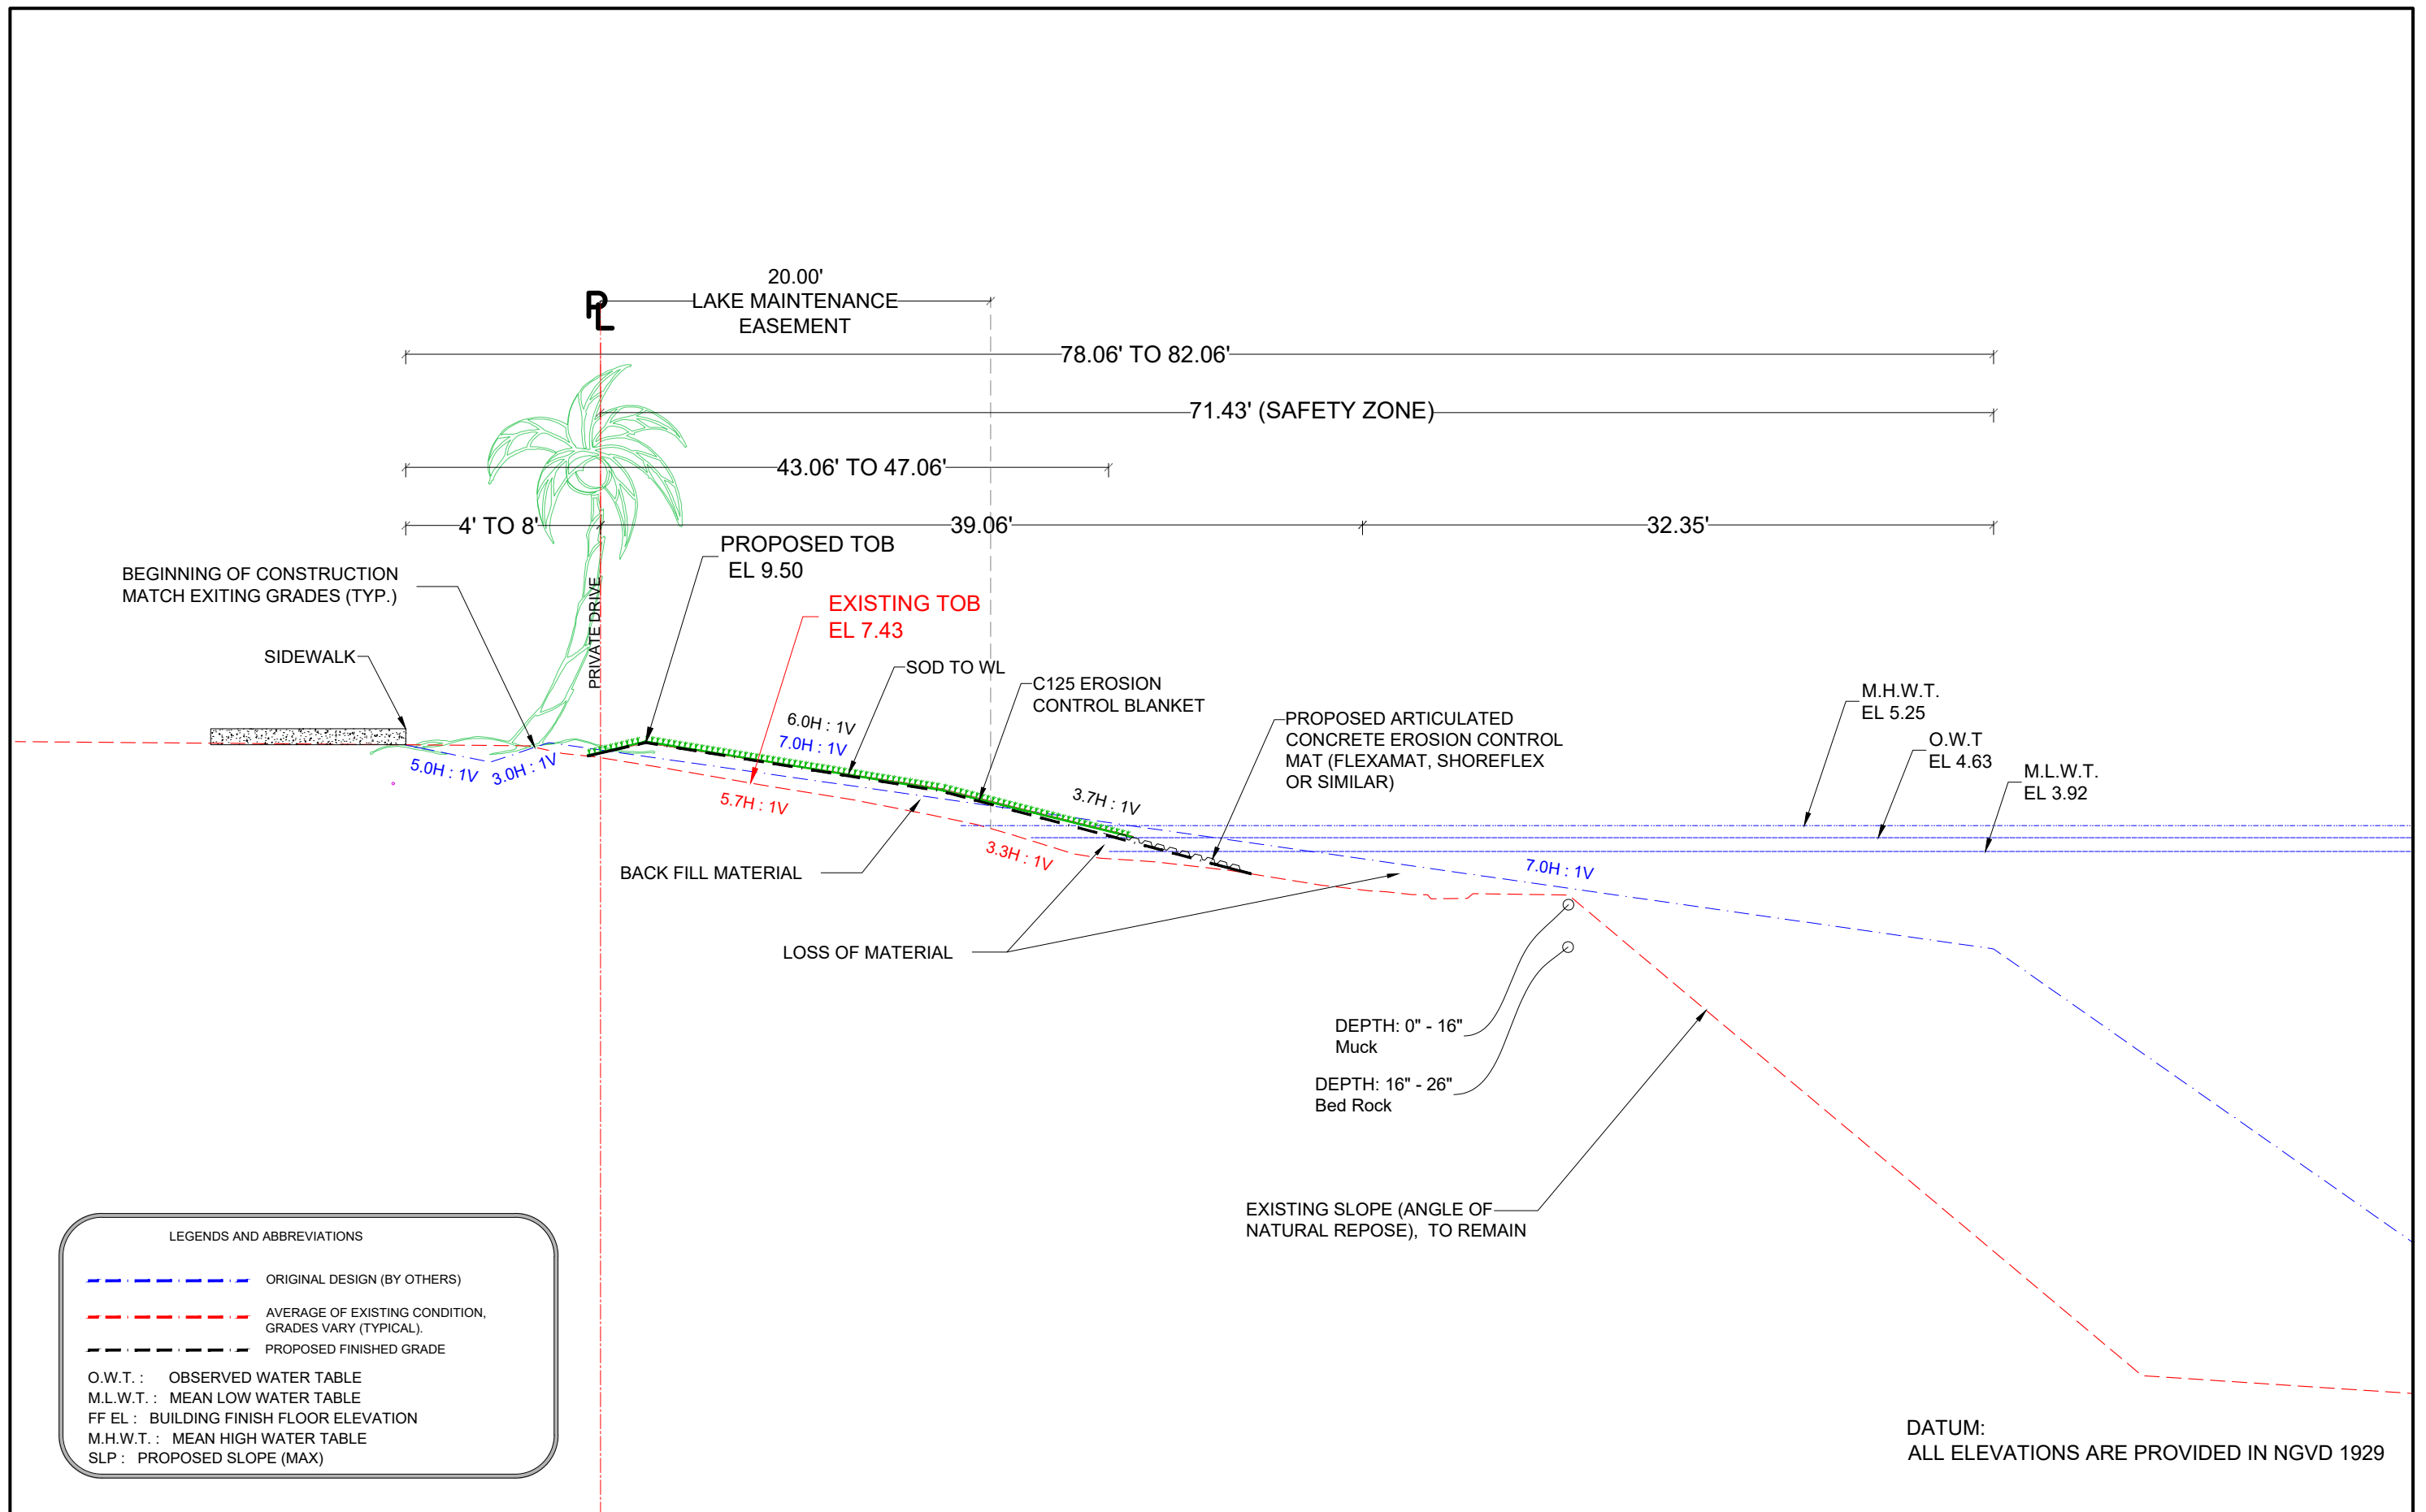 20.00'
LAKE MAINTENANCE
EASEMENT
PL
78.06' TO 82.06'
71.43' (SAFETY ZONE)
43.06' TO 47.06'
4' TO 8'
39.06'
32.35'
PROPOSED TOB
EL 9.50
BEGINNING OF CONSTRUCTION
MATCH EXITING GRADES (TYP.)
PRIVATE DRIVE
EXISTING TOB
EL 7.43
SIDEWALK
SOD TO WL
C125 EROSION
CONTROL BLANKET
M.H.W.T.
EL 5.25
PROPOSED ARTICULATED
CONCRETE EROSION CONTROL
MAT (FLEXAMAT, SHOREFLEX
OR SIMILAR)
O.W.T
EL 4.63
M.L.W.T.
EL 3.92
6.0H : 1V
7.0H : 1V
5.0H : 1V
3.0H : 1V
5.7H : 1V
3.7H : 1V
3.3H : 1V
7.0H : 1V
BACK FILL MATERIAL
LOSS OF MATERIAL
DEPTH: 0" - 16"
Muck
DEPTH: 16" - 26"
Bed Rock
EXISTING SLOPE (ANGLE OF
NATURAL REPOSE), TO REMAIN
LEGENDS AND ABBREVIATIONS
ORIGINAL DESIGN (BY OTHERS)
AVERAGE OF EXISTING CONDITION,
GRADES VARY (TYPICAL).
PROPOSED FINISHED GRADE
O.W.T. : OBSERVED WATER TABLE
M.L.W.T. : MEAN LOW WATER TABLE
FF EL : BUILDING FINISH FLOOR ELEVATION
M.H.W.T. : MEAN HIGH WATER TABLE
SLP : PROPOSED SLOPE (MAX)
DATUM:
ALL ELEVATIONS ARE PROVIDED IN NGVD 1929